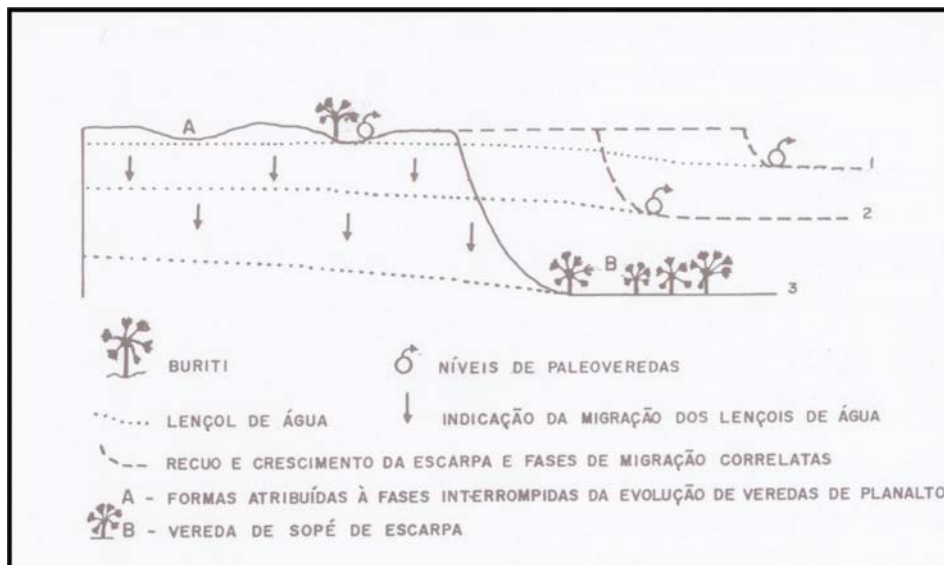 A
1
2
B
3
BURITI
NÍVEIS DE PALEOVEREDAS
LENÇOL DE ÁGUA
INDICAÇÃO DA MIGRAÇÃO DOS LENÇOIS DE ÁGUA
RECUO E CRESCIMENTO DA ESCARPA E FASES DE MIGRAÇÃO CORRELATAS
A - FORMAS ATRIBUÍDAS À FASES INTERROMPIDAS DA EVOLUÇÃO DE VEREDAS DE PLANALTO
B - VEREDA DE SOPÉ DE ESCARPA